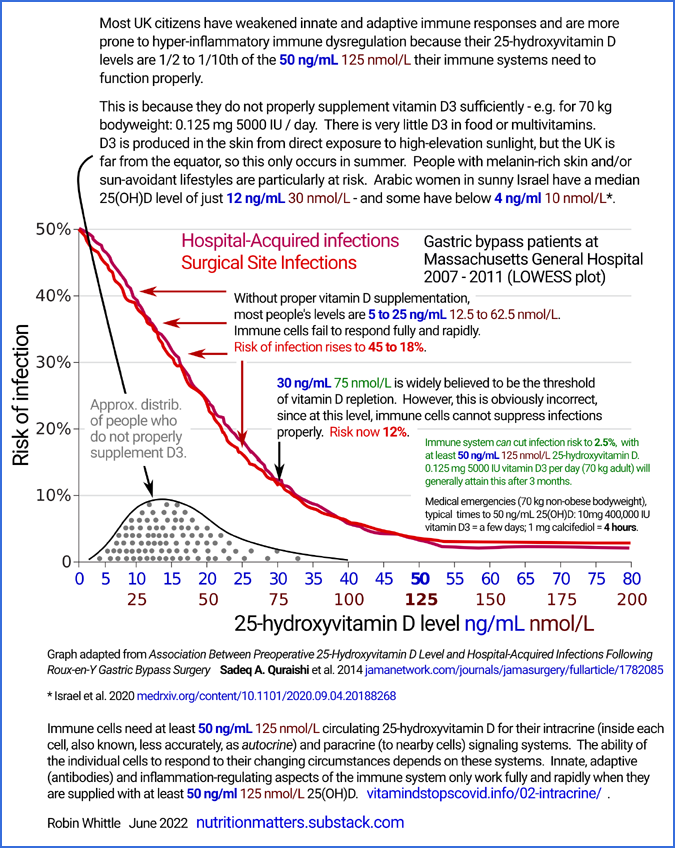 Most UK citizens have weakened innate and adaptive immune responses and are more
prone to hyper-inflammatory immune dysregulation because their 25-hydroxyvitamin D
levels are 1/2 to 1/10th of the 50 ng/mL 125 nmol/L their immune systems need to
function properly.
This is because they do not properly supplement vitamin D3 sufficiently - e.g. for 70 kg
bodyweight: 0.125 mg 5000 IU / day. There is very little D3 in food or multivitamins.
D3 is produced in the skin from direct exposure to high-elevation sunlight, but the UK is
far from the equator, so this only occurs in summer. People with melanin-rich skin and/or
sun-avoidant lifestyles are particularly at risk. Arabic women in sunny Israel have a median
25(OH)D level of just 12 ng/mL 30 nmol/L - and some have below 4 ng/ml 10 nmol/L*.
50%
40%
30%
20%
10%
0
Risk of infection
Hospital-Acquired infections
Surgical Site Infections
Gastric bypass patients at
Massachusetts General Hospital
2007 - 2011 (LOWESS plot)
Without proper vitamin D supplementation,
most people's levels are 5 to 25 ng/mL 12.5 to 62.5 nmol/L.
Immune cells fail to respond fully and rapidly.
Risk of infection rises to 45 to 18%.
30 ng/mL 75 nmol/L is widely believed to be the threshold
of vitamin D repletion. However, this is obviously incorrect,
since at this level, immune cells cannot suppress infections
properly. Risk now 12%.
Approx. distrib.
of people who
do not properly
supplement D3.
Immune system can cut infection risk to 2.5%, with
at least 50 ng/mL 125 nmol/L 25-hydroxyvitamin D.
0.125 mg 5000 IU vitamin D3 per day (70 kg adult) will
generally attain this after 3 months.
Medical emergencies (70 kg non-obese bodyweight),
typical times to 50 ng/mL 25(OH)D: 10mg 400,000 IU
vitamin D3 = a few days; 1 mg calcifediol = 4 hours.
0 5 10 15 20 25 30 35 40 45 50 55 60 65 70 75 80
25 50 75 100 125 150 175 200
25-hydroxyvitamin D level ng/mL nmol/L
Graph adapted from Association Between Preoperative 25-Hydroxyvitamin D Level and Hospital-Acquired Infections Following
Roux-en-Y Gastric Bypass Surgery Sadeq A. Quraishi et al. 2014 jamanetwork.com/journals/jamasurgery/fullarticle/1782085
* Israel et al. 2020 medrxiv.org/content/10.1101/2020.09.04.20188268
Immune cells need at least 50 ng/mL 125 nmol/L circulating 25-hydroxyvitamin D for their intracrine (inside each
cell, also known, less accurately, as autocrine) and paracrine (to nearby cells) signaling systems. The ability of
the individual cells to respond to their changing circumstances depends on these systems. Innate, adaptive
(antibodies) and inflammation-regulating aspects of the immune system only work fully and rapidly when they
are supplied with at least 50 ng/ml 125 nmol/L 25(OH)D. vitamindstopscovid.info/02-intracrine/ .
Robin Whittle June 2022 nutritionmatters.substack.com